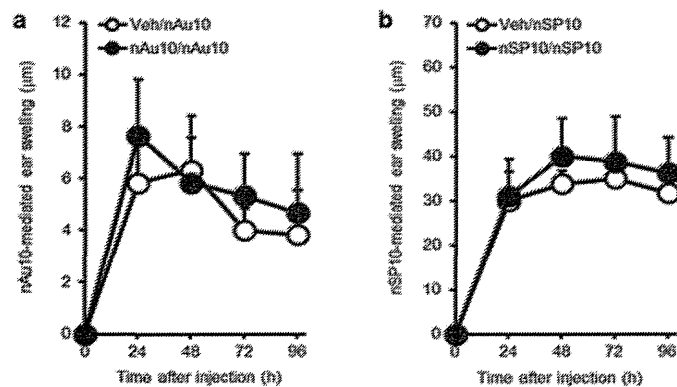 a
Veh/nAu10
nAu10/nAu10
nAu10-mediated ear swelling (μm)
12
10
8
6
4
2
0
0 24 48 72 96
Time after injection (h)
b
Veh/nSP10
nSP10/nSP10
nSP10-mediated ear swelling (μm)
70
60
50
40
30
20
10
0
0 24 48 72 96
Time after injection (h)